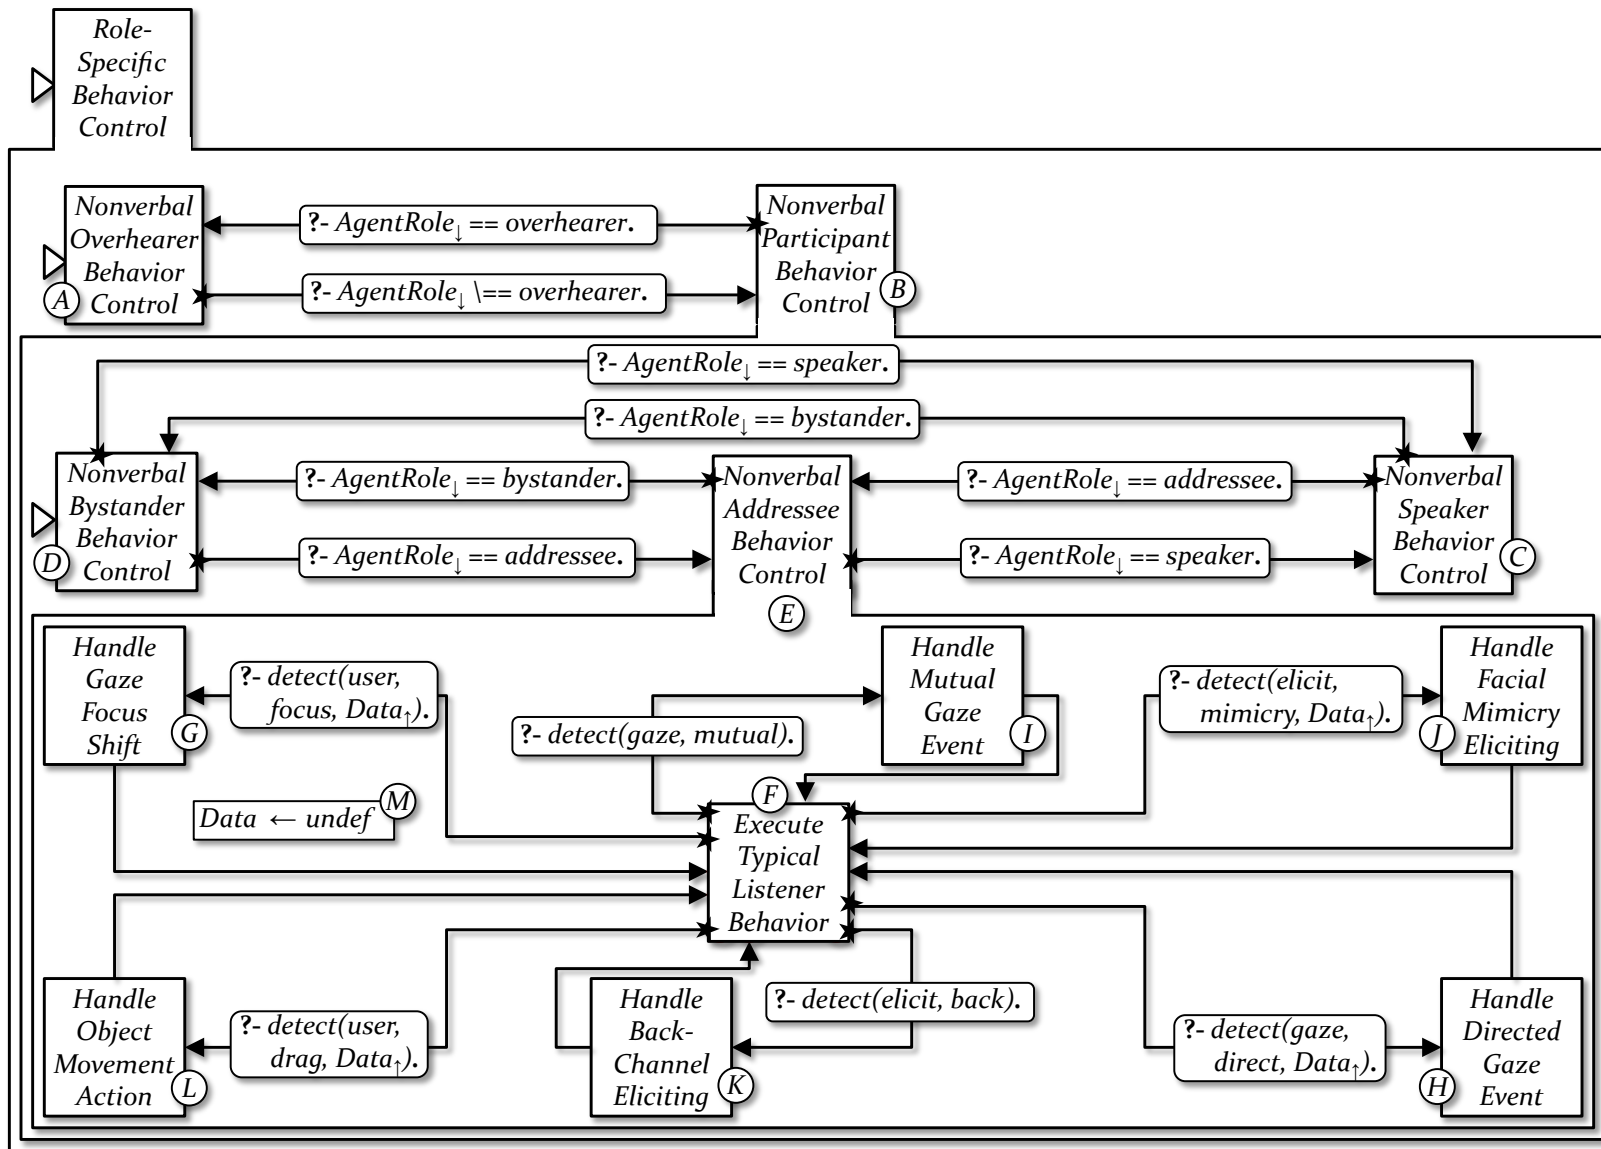 Role-
Specific
Behavior
Control
Nonverbal
Overhearer
Behavior
Control
A
?- AgentRole↓ == overhearer.
?- AgentRole↓ \== overhearer.
Nonverbal
Participant
Behavior
Control
B
?- AgentRole↓ == speaker.
?- AgentRole↓ == bystander.
Nonverbal
Bystander
Behavior
Control
D
?- AgentRole↓ == bystander.
?- AgentRole↓ == addressee.
Nonverbal
Addressee
Behavior
Control
E
?- AgentRole↓ == addressee.
?- AgentRole↓ == speaker.
Nonverbal
Speaker
Behavior
Control
C
Handle
Gaze
Focus
Shift
G
?- detect(user,
focus, Data↑).
?- detect(gaze, mutual).
Handle
Mutual
Gaze
Event
I
?- detect(elicit,
mimicry, Data↑).
Handle
Facial
Mimicry
Eliciting
J
Data ← undef
M
F
Execute
Typical
Listener
Behavior
Handle
Object
Movement
Action
L
?- detect(user,
drag, Data↑).
Handle
Back-
Channel
Eliciting
K
?- detect(elicit, back).
?- detect(gaze,
direct, Data↑).
Handle
Directed
Gaze
Event
H